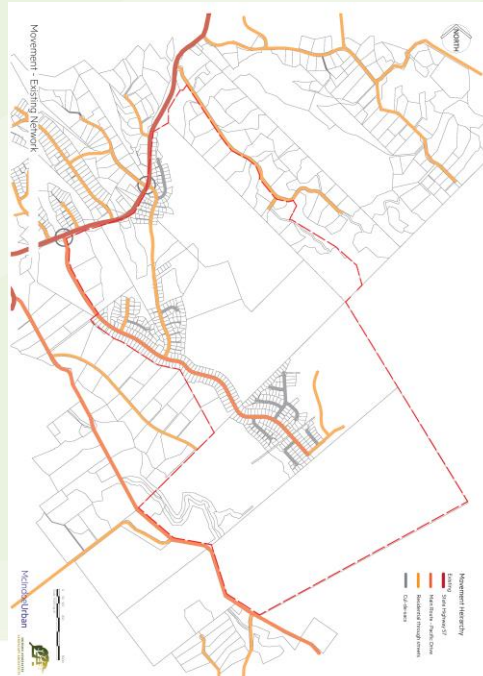 NORTH
Movement - Existing Network
Movement Hierarchy
Existing
State Highway 57
Main Route - Pacific Drive
Residential through streets
Cul-de-sacs
McIndoeUrban